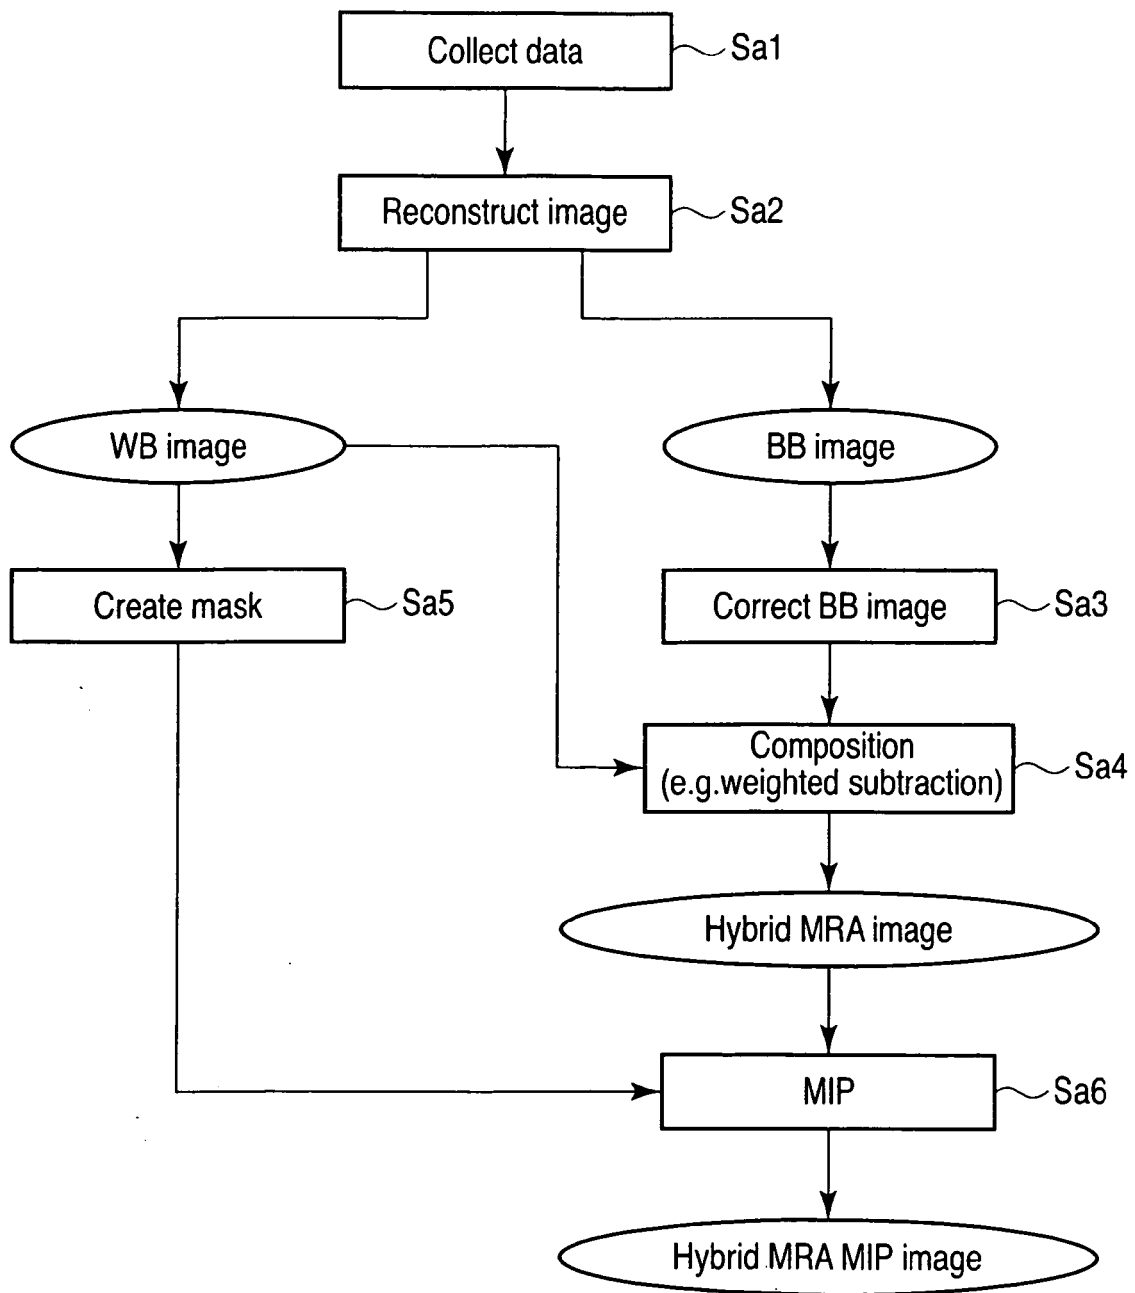 Collect data
Sa1
Reconstruct image
Sa2
WB image
BB image
Create mask
Sa5
Correct BB image
Sa3
Composition
(e.g.weighted subtraction)
Sa4
Hybrid MRA image
MIP
Sa6
Hybrid MRA MIP image